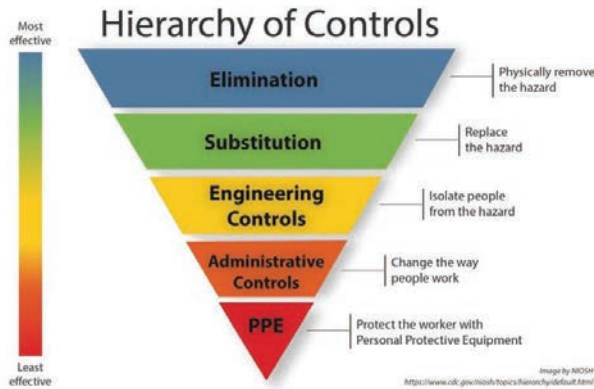 Hierarchy of Controls
Most
effective
Elimination
Physically remove
the hazard
Substitution
Replace
the hazard
Engineering
Controls
Isolate people
from the hazard
Administrative
Controls
Change the way
people work
PPE
Protect the worker with
Personal Protective Equipment
Least
effective
Image by NIOSH
https://www.cdc.gov/niosh/topics/hierarchy/default.html